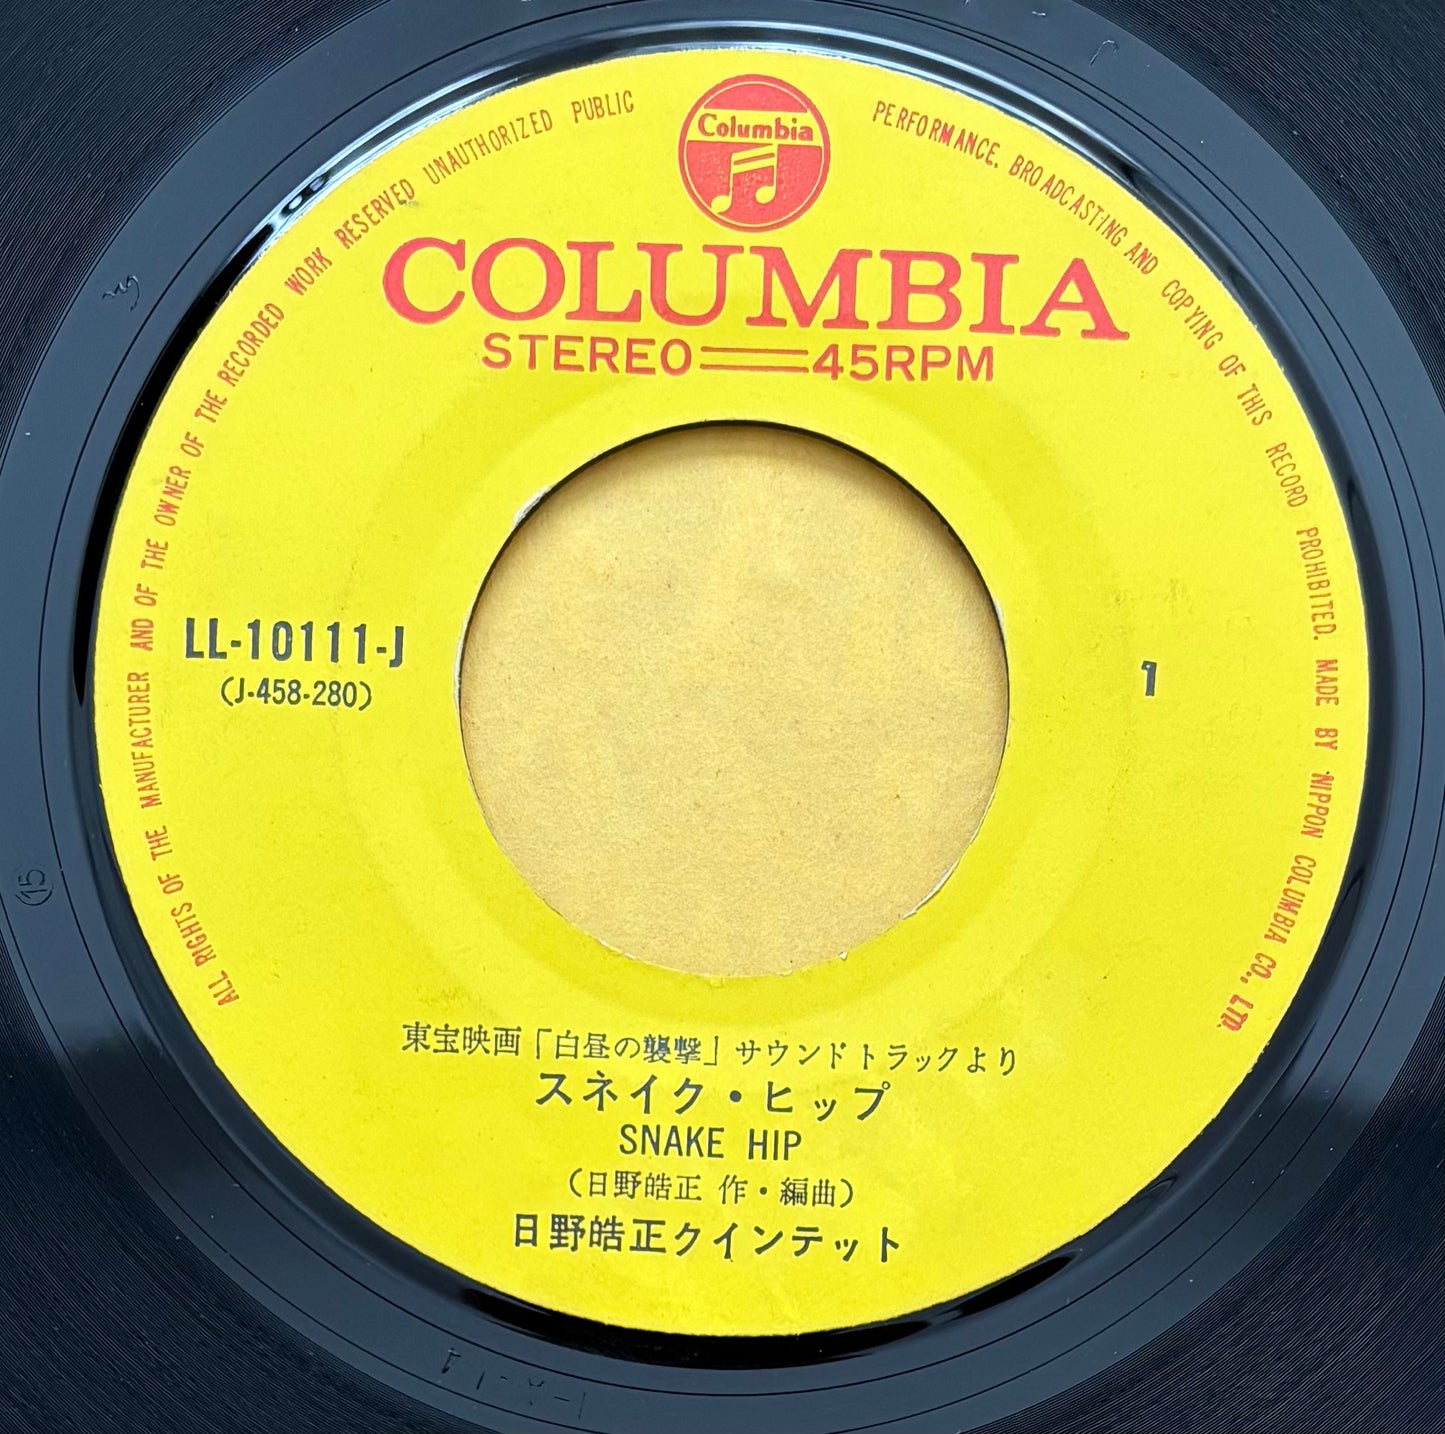 ALL RIGHTS OF THE MANUFACTURER AND OF THE OWNER OF THE RECORDED WORK RESERVED UNAUTHORIZED PUBLIC PERFORMANCE. BROADCASTING AND COPYING OF THIS RECORD PROHIBITED. MADE BY NIPPON COLUMBIA CO., LTD.
Columbia
COLUMBIA
STEREO 45RPM
LL-10111-J
(J-458-280)
1
東宝映画「白昼の襲撃」サウンドトラックより
スネイク・ヒップ
SNAKE HIP
(日野皓正 作・編曲)
日野皓正クインテット
15